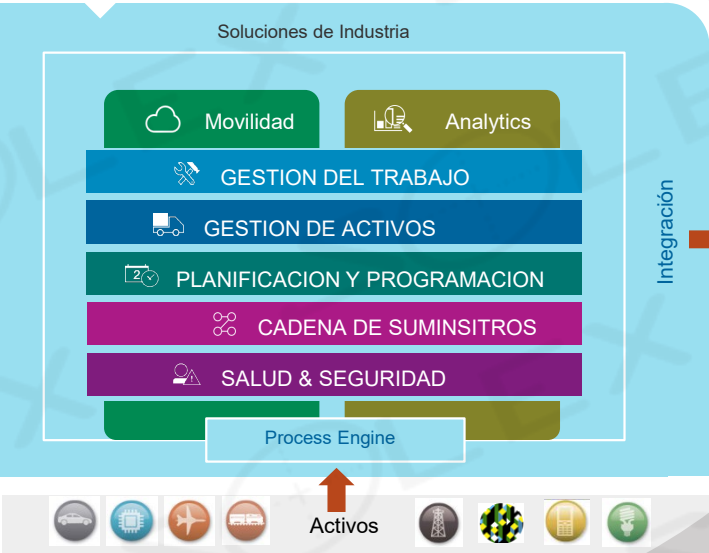 Soluciones de Industria
Movilidad
Analytics
GESTION DEL TRABAJO
GESTION DE ACTIVOS
2
PLANIFICACION Y PROGRAMACION
CADENA DE SUMINSITROS
SALUD & SEGURIDAD
Process Engine
Integración
Activos